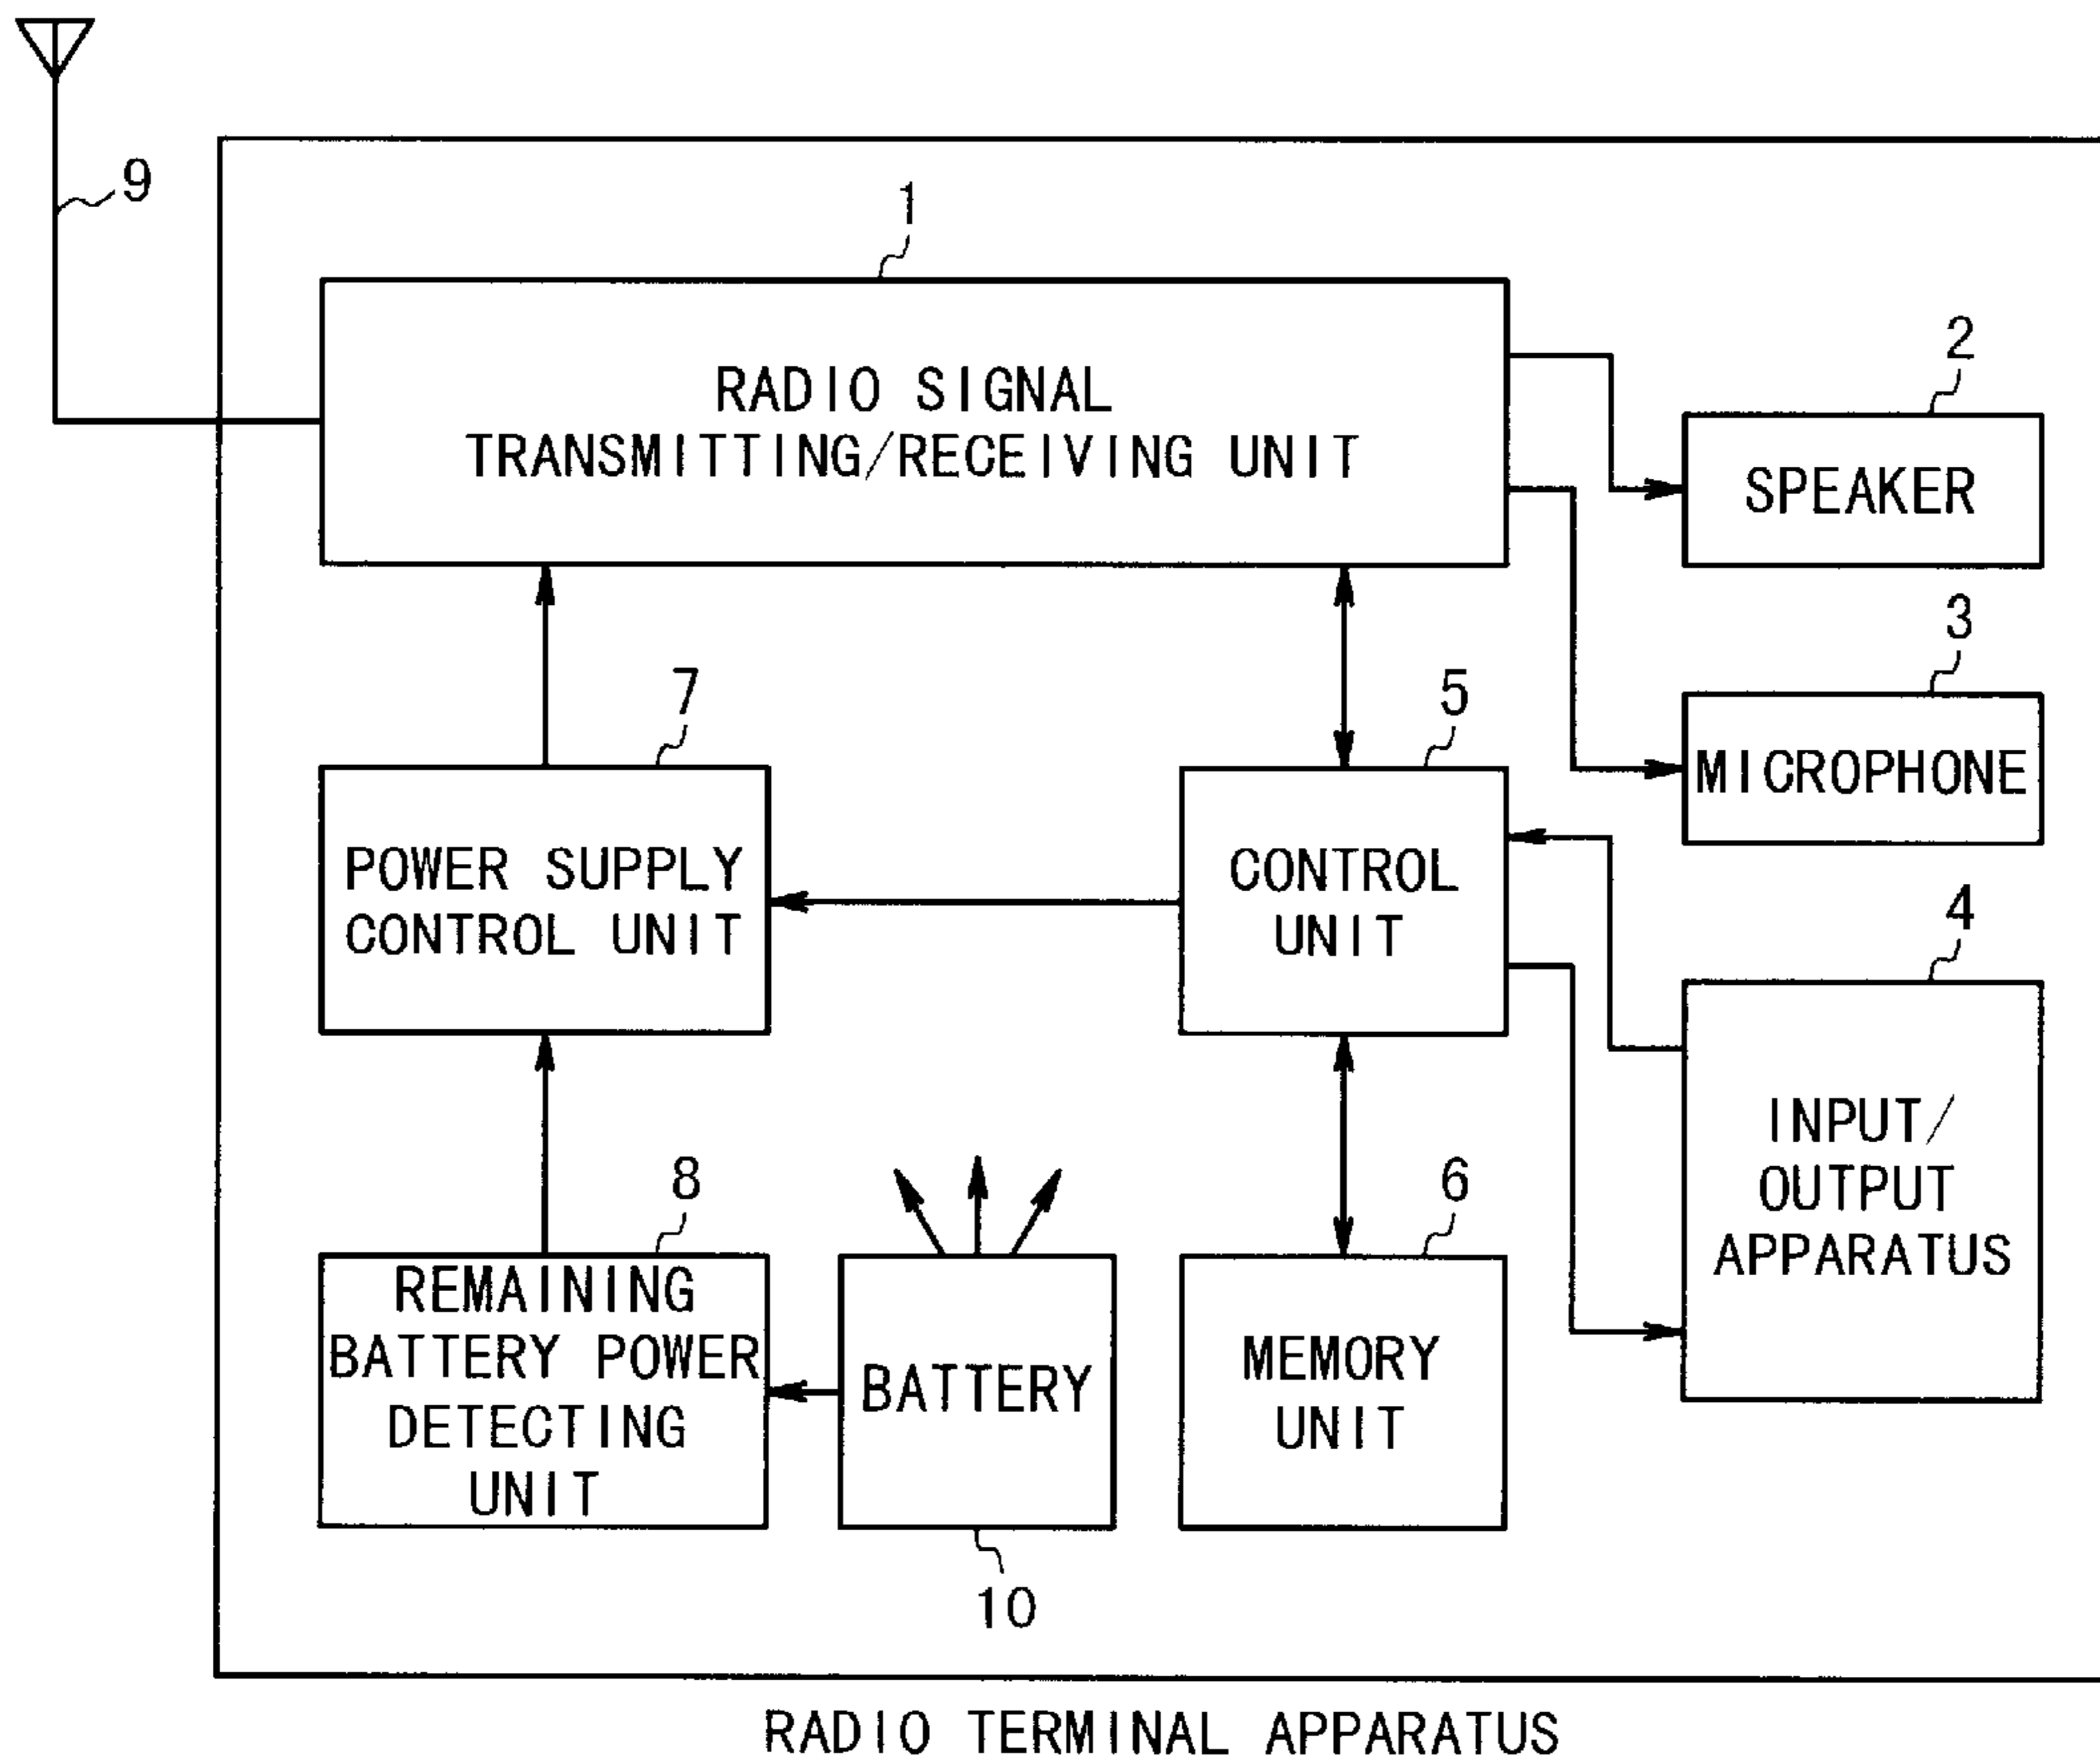 9
1
RADIO SIGNAL
TRANSMITTING/RECEIVING UNIT
2
SPEAKER
3
MICROPHONE
7
POWER SUPPLY
CONTROL UNIT
5
CONTROL
UNIT
4
INPUT/
OUTPUT
APPARATUS
8
REMAINING
BATTERY POWER
DETECTING
UNIT
BATTERY
10
6
MEMORY
UNIT
RADIO TERMINAL APPARATUS